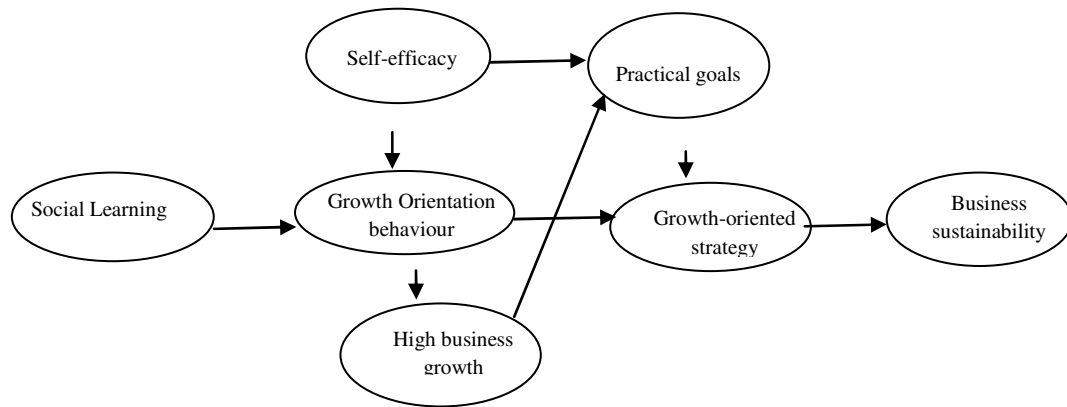 Self-efficacy
Practical goals
Social Learning
Growth Orientation
behaviour
Growth-oriented
strategy
Business
sustainability
High business
growth